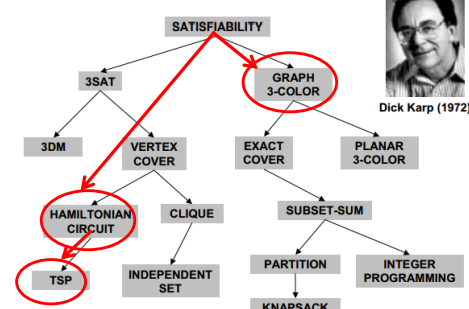 SATISFIABILITY
3SAT
GRAPH
3-COLOR
Dick Karp (1972)
3DM
VERTEX
COVER
EXACT
COVER
PLANAR
3-COLOR
HAMILTONIAN
CIRCUIT
CLIQUE
SUBSET-SUM
TSP
INDEPENDENT
SET
PARTITION
INTEGER
PROGRAMMING
KNAPSACK